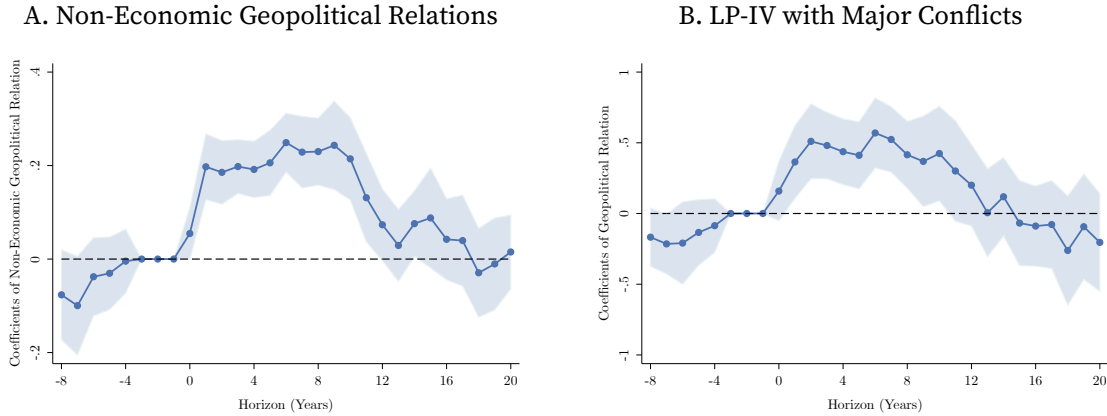 A. Non-Economic Geopolitical Relations
Coefficients of Non-Economic Geopolitical Relation
.4
.2
0
-.2
-8 -4 0 4 8 12 16 20
Horizon (Years)
B. LP-IV with Major Conflicts
Coefficients of Geopolitical Relation
1
.5
0
-.5
-1
-8 -4 0 4 8 12 16 20
Horizon (Years)